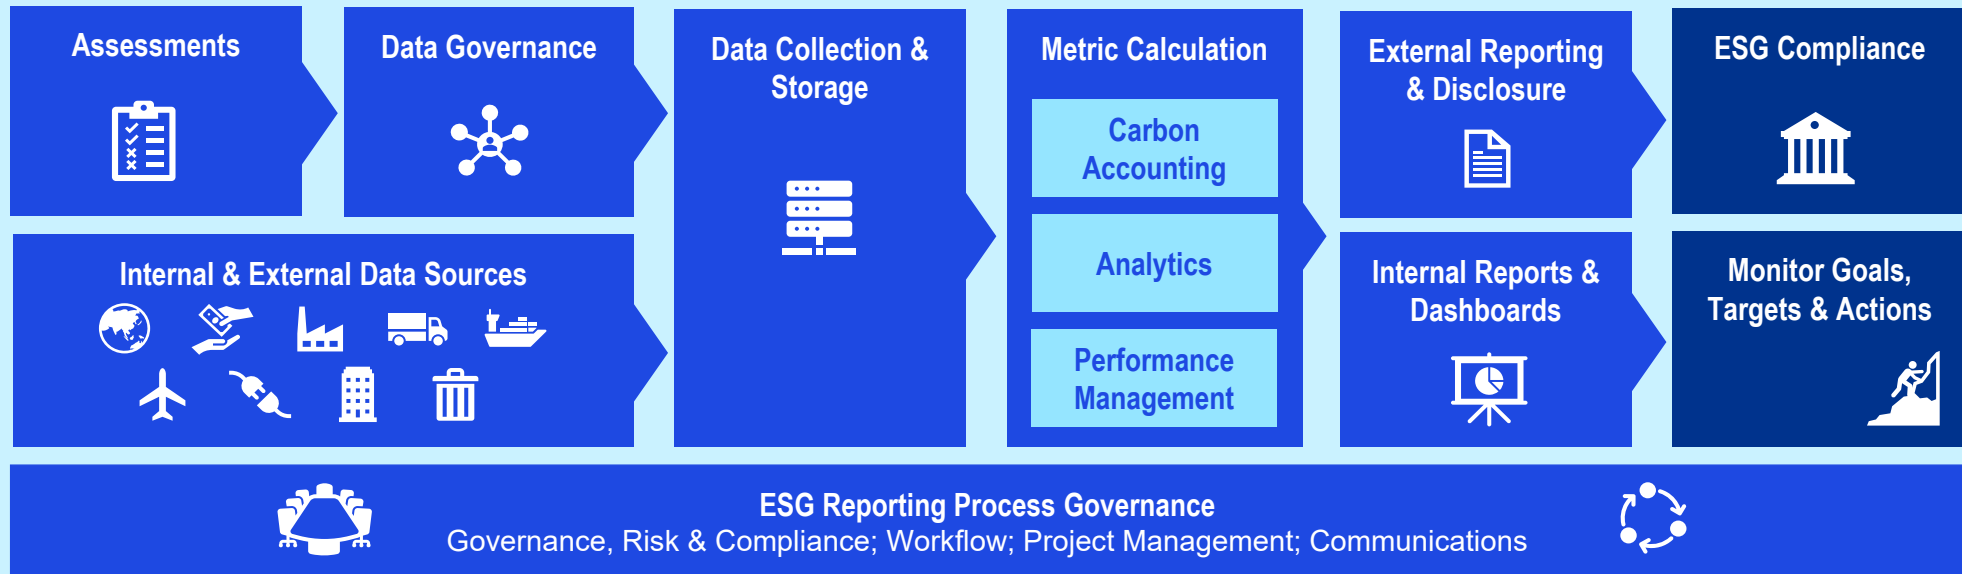 Assessments
Data Governance
Data Collection &
Storage
Metric Calculation
Carbon
Accounting
Analytics
Performance
Management
External Reporting
& Disclosure
ESG Compliance
Internal & External Data Sources
Internal Reports &
Dashboards
Monitor Goals,
Targets & Actions
ESG Reporting Process Governance
Governance, Risk & Compliance; Workflow; Project Management; Communications